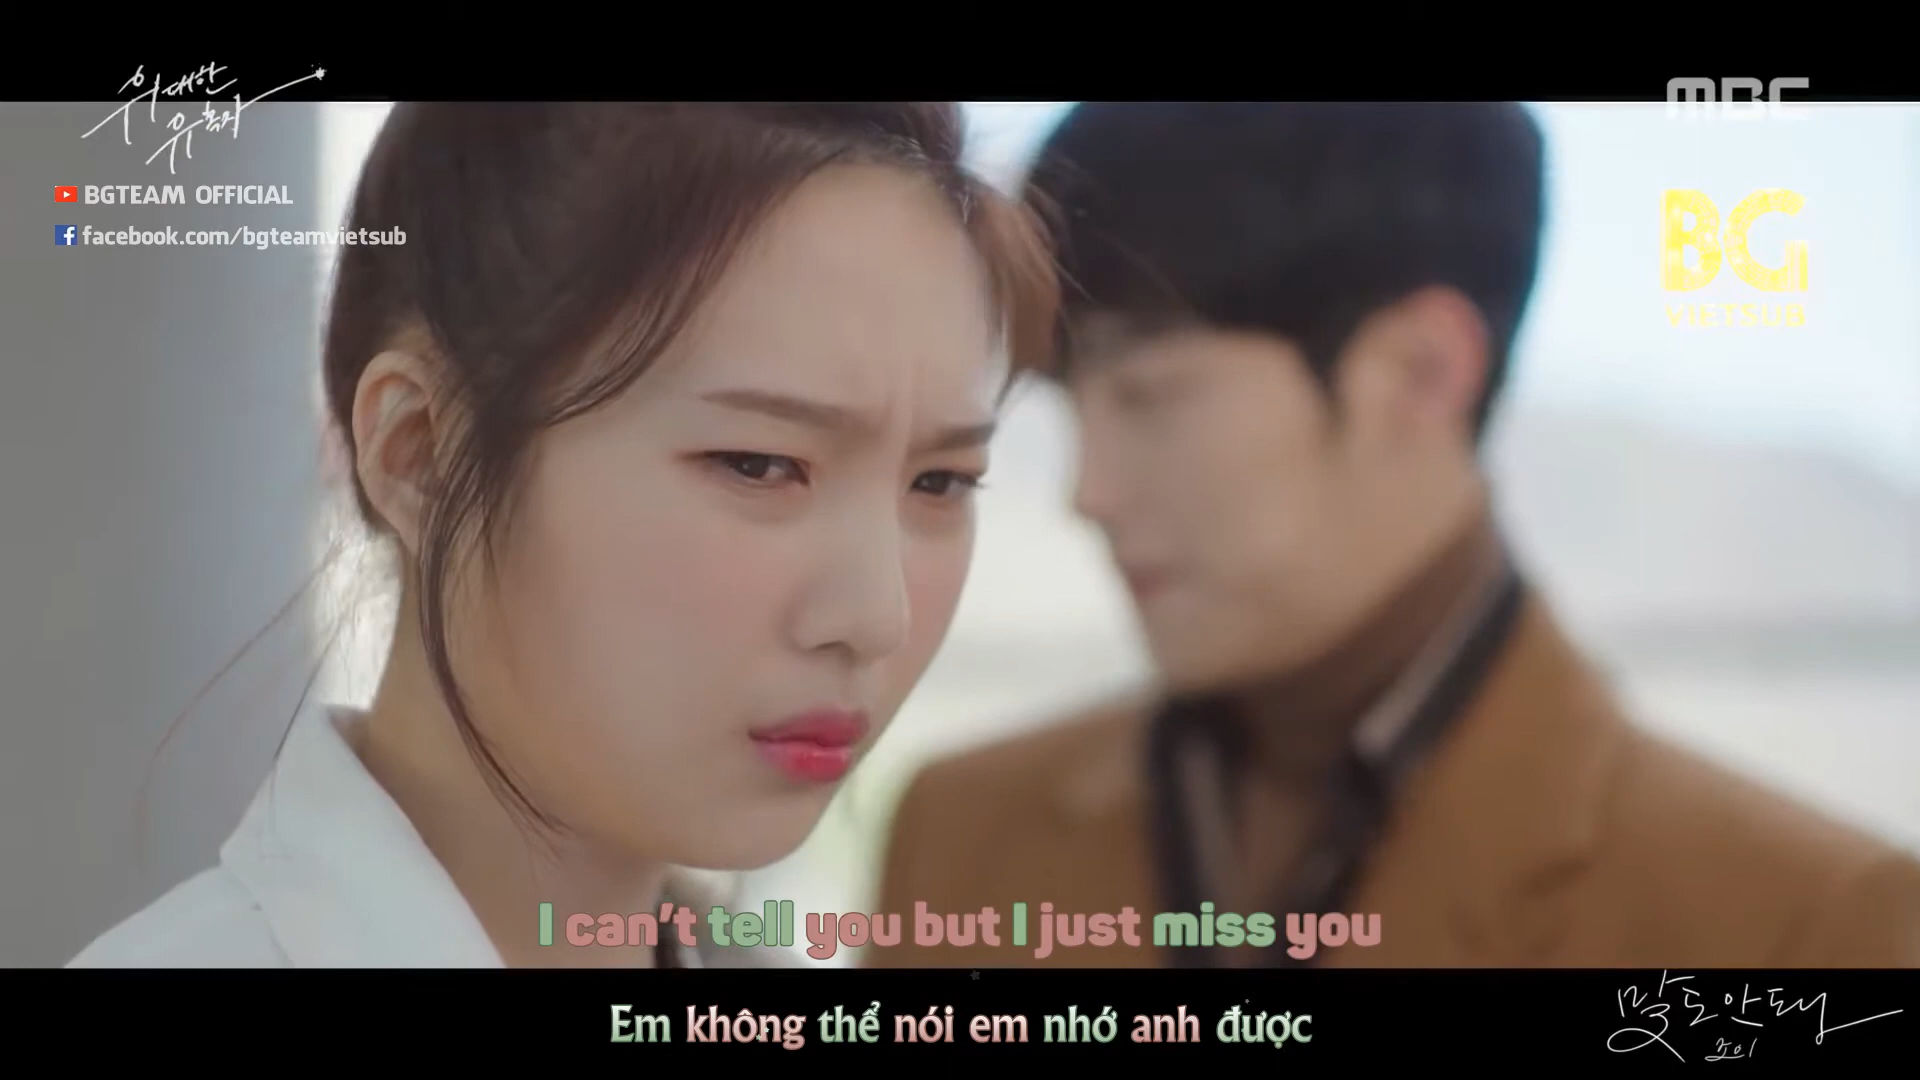 위대한
유혹자
MBC
BGTEAM OFFICIAL
facebook.com/bgteamvietsub
BG
VIETSUB
I can't tell you but I just miss you
Em không thể nói em nhớ anh được
말도 안 돼
조이